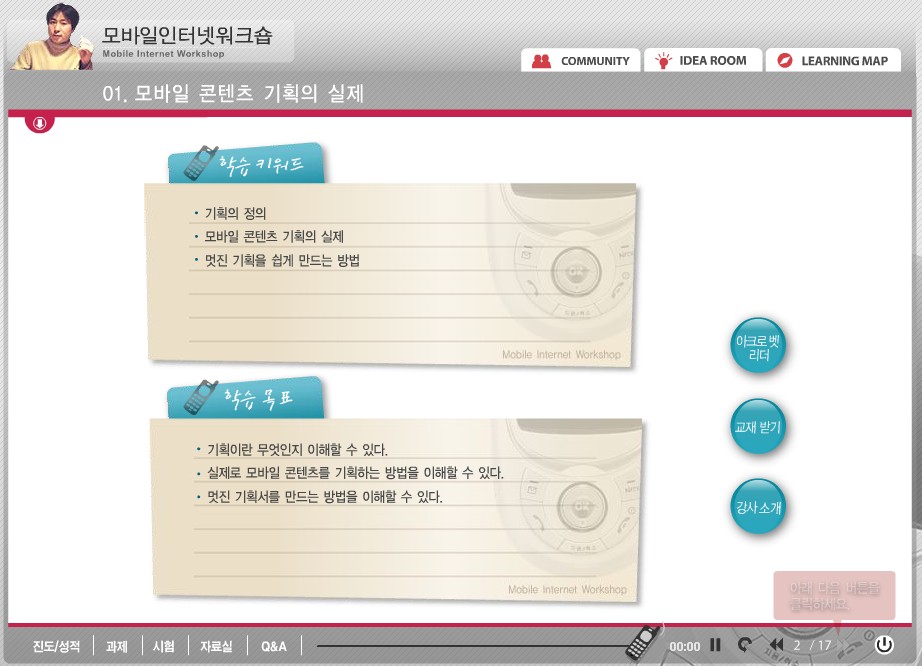 모바일인터넷워크숍
Mobile Internet Workshop
COMMUNITY
IDEA ROOM
LEARNING MAP
01. 모바일 콘텐츠 기획의 실제
학습 키워드
• 기획의 정의
• 모바일 콘텐츠 기획의 실제
• 멋진 기획을 쉽게 만드는 방법
Mobile Internet Workshop
아크로벳
리더
학습 목표
교재 받기
• 기획이란 무엇인지 이해할 수 있다.
• 실제로 모바일 콘텐츠를 기획하는 방법을 이해할 수 있다.
• 멋진 기획서를 만드는 방법을 이해할 수 있다.
강사 소개
Mobile Internet Workshop
아래 다음 버튼을
클릭하세요.
진도/성적
과제
시험
자료실
Q&A
00:00
2 / 17